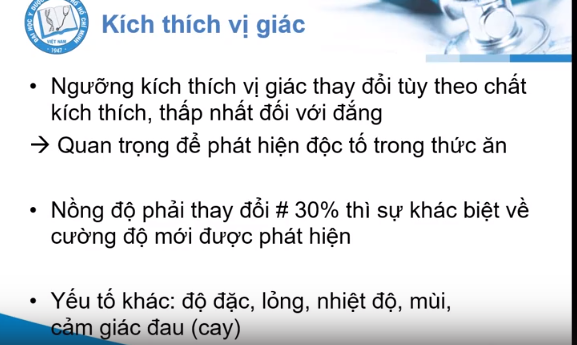 Kích thích vị giác
VIỆT NAM
1947
• Ngưỡng kích thích vị giác thay đổi tùy theo chất
kích thích, thấp nhất đối với đắng
→ Quan trọng để phát hiện độc tố trong thức ăn
• Nồng độ phải thay đổi # 30% thì sự khác biệt về
cường độ mới được phát hiện
• Yếu tố khác: độ đặc, lỏng, nhiệt độ, mùi,
cảm giác đau (cay)